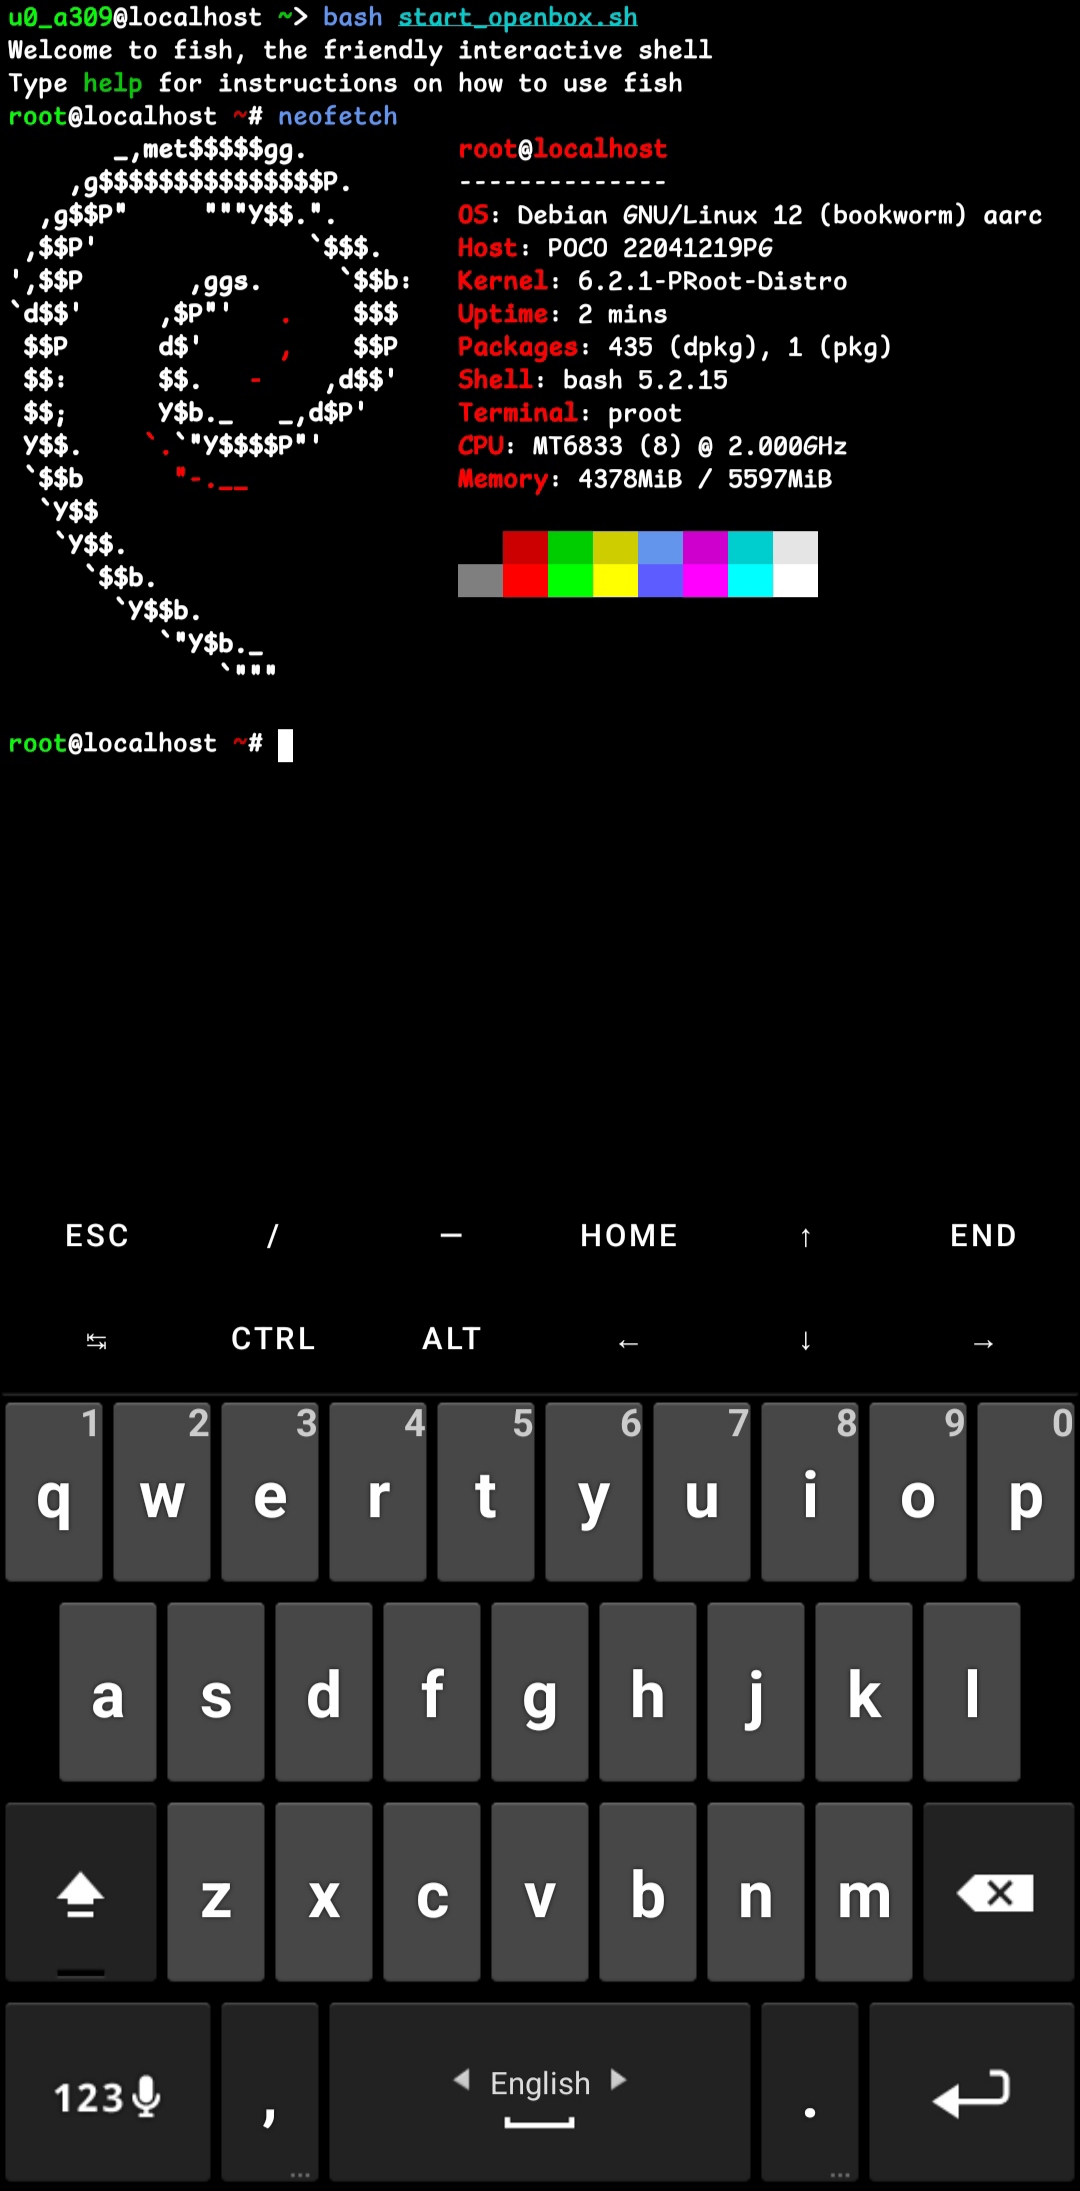 u0_a309@localhost ~> bash start_openbox.sh
Welcome to fish, the friendly interactive shell
Type help for instructions on how to use fish
root@localhost ~# neofetch
_,met$$$$$gg. root@localhost
,g$$$$$$$$$$$$$$$P. --------------
,g$$P" """Y$$.". OS: Debian GNU/Linux 12 (bookworm) aarc
,$$P' `$$$. Host: POCO 22041219PG
',$$P ,ggs. `$$b: Kernel: 6.2.1-PRoot-Distro
`d$$' ,$P"' . $$$ Uptime: 2 mins
$$P d$' , $$P Packages: 435 (dpkg), 1 (pkg)
$$: $$. - ,d$$' Shell: bash 5.2.15
$$; Y$b._ _,d$P' Terminal: proot
Y$$. `.`"Y$$$$P"' CPU: MT6833 (8) @ 2.000GHz
`$$b "-.__ Memory: 4378MiB / 5597MiB
`Y$$
`Y$$.
`$$b.
`Y$$b.
`"Y$b._
`"""
root@localhost ~#
ESC / — HOME ↑ END
↹ CTRL ALT ← ↓ →
1 2 3 4 5 6 7 8 9 0
q w e r t y u i o p
a s d f g h j k l
z x c v b n m
123 , English .